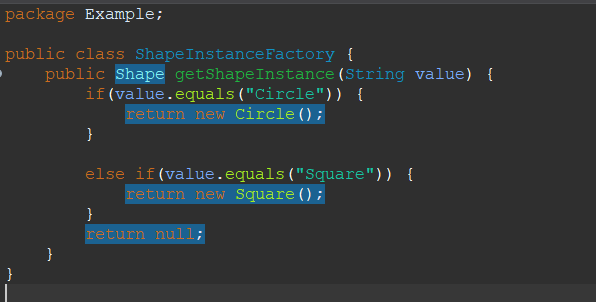 package Example;
public class ShapeInstanceFactory {
public Shape getShapeInstance(String value) {
if(value.equals("Circle")) {
return new Circle();
}
else if(value.equals("Square")) {
return new Square();
}
return null;
}
}